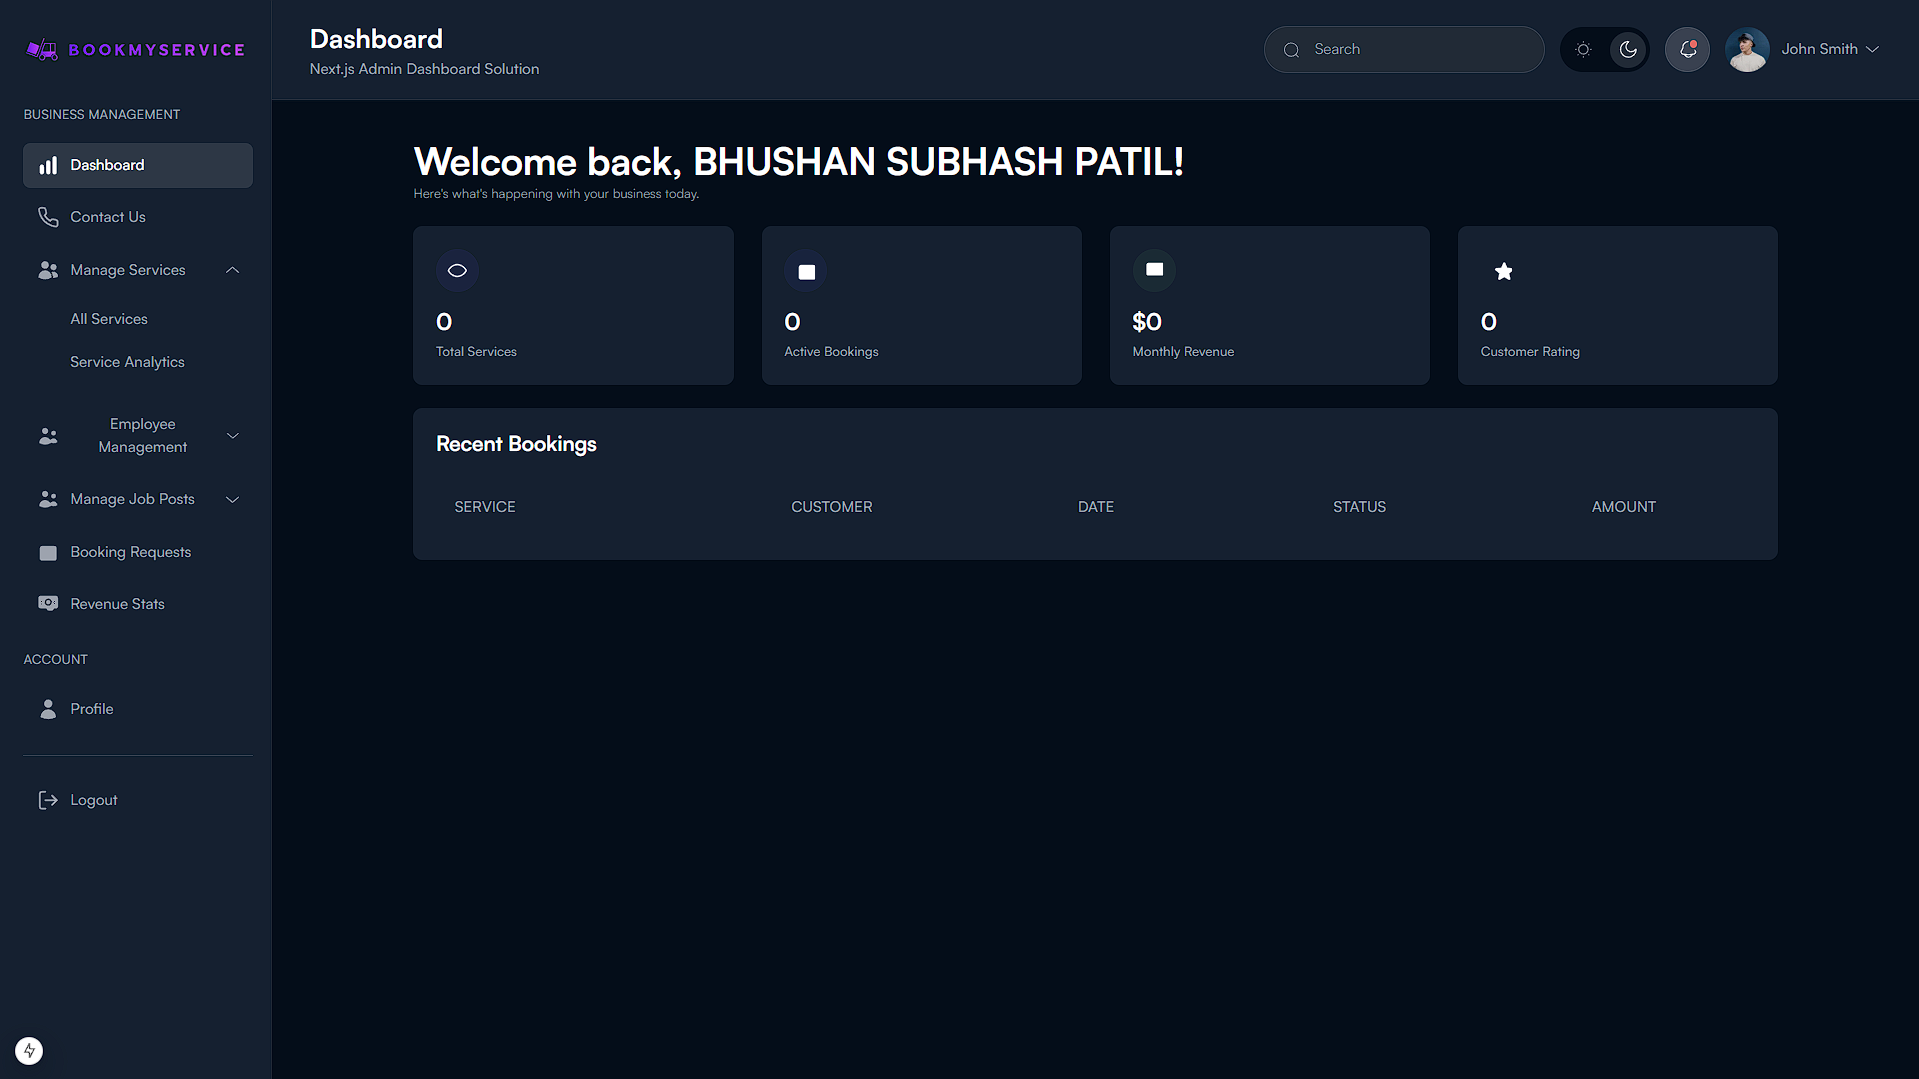 BOOKMYSERVICE
BUSINESS MANAGEMENT
Dashboard
Contact Us
Manage Services
All Services
Service Analytics
Employee
Management
Manage Job Posts
Booking Requests
Revenue Stats
ACCOUNT
Profile
Logout
Dashboard
Next.js Admin Dashboard Solution
Search
John Smith
Welcome back, BHUSHAN SUBHASH PATIL!
Here's what's happening with your business today.
0
Total Services
0
Active Bookings
$0
Monthly Revenue
0
Customer Rating
Recent Bookings
SERVICE CUSTOMER DATE STATUS AMOUNT